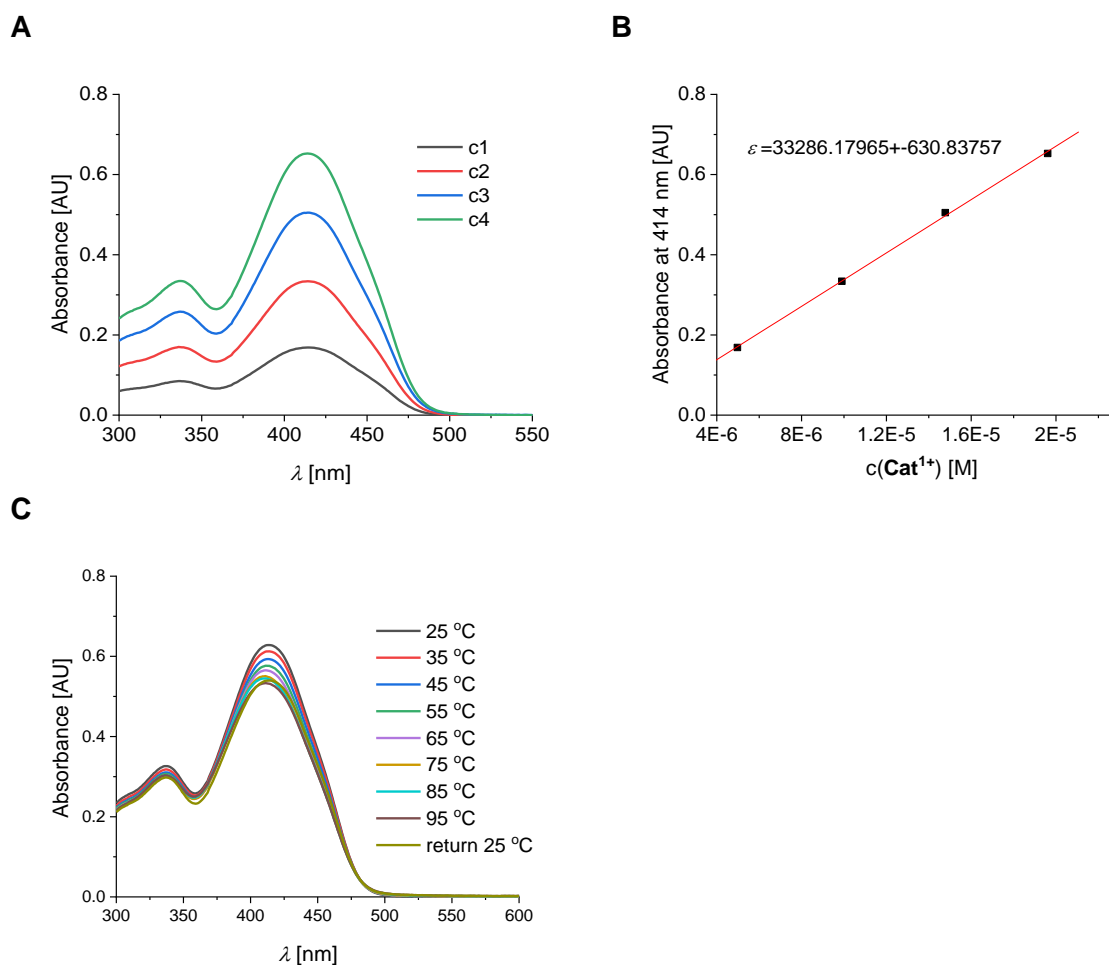 A
0.8
0.6
0.4
0.2
0.0
300
350
400
450
500
550
Absorbance [AU]
λ [nm]
c1
c2
c3
c4
B
0.8
0.6
0.4
0.2
0.0
4E-6
8E-6
1.2E-5
1.6E-5
2E-5
Absorbance at 414 nm [AU]
c(Cat¹⁺) [M]
ε =33286.17965+-630.83757
C
0.8
0.6
0.4
0.2
0.0
300
350
400
450
500
550
600
Absorbance [AU]
λ [nm]
25 °C
35 °C
45 °C
55 °C
65 °C
75 °C
85 °C
95 °C
return 25 °C